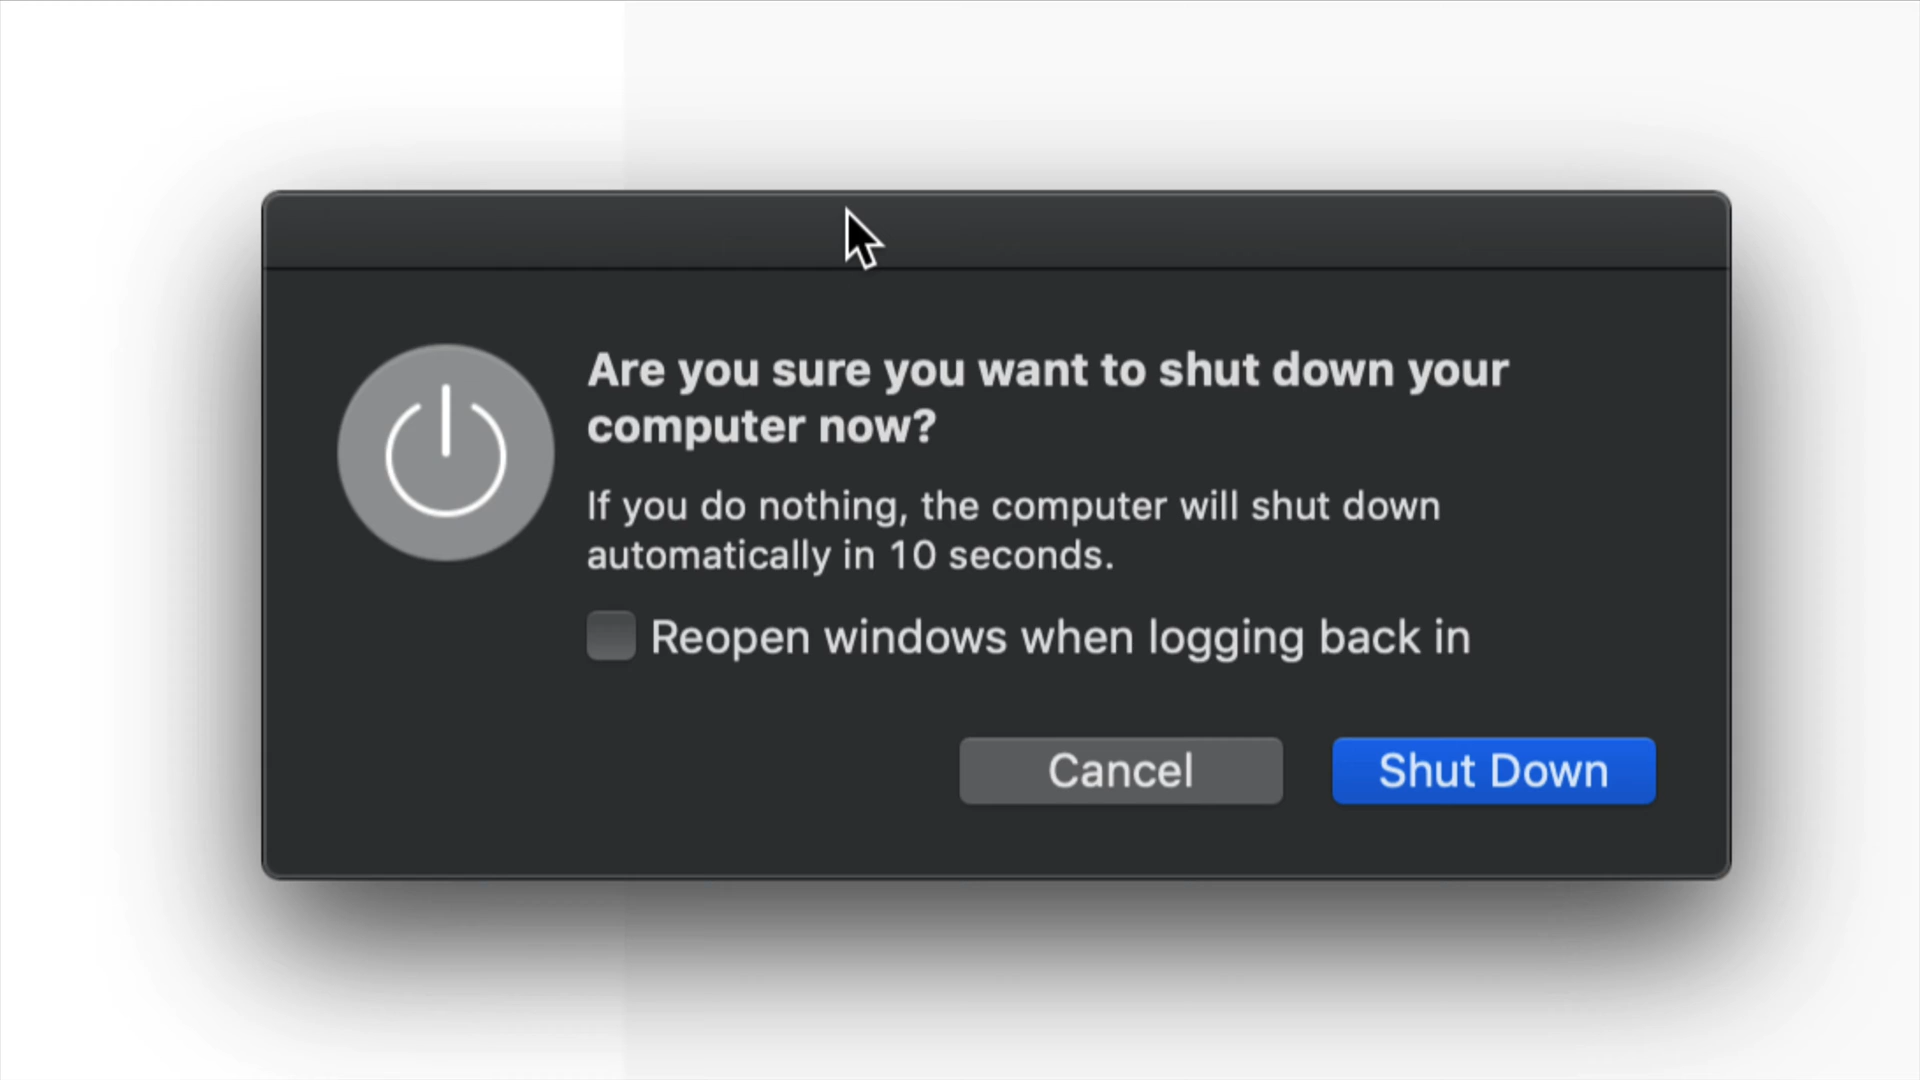 Are you sure you want to shut down your
computer now?
If you do nothing, the computer will shut down
automatically in 10 seconds.
Reopen windows when logging back in
Cancel
Shut Down